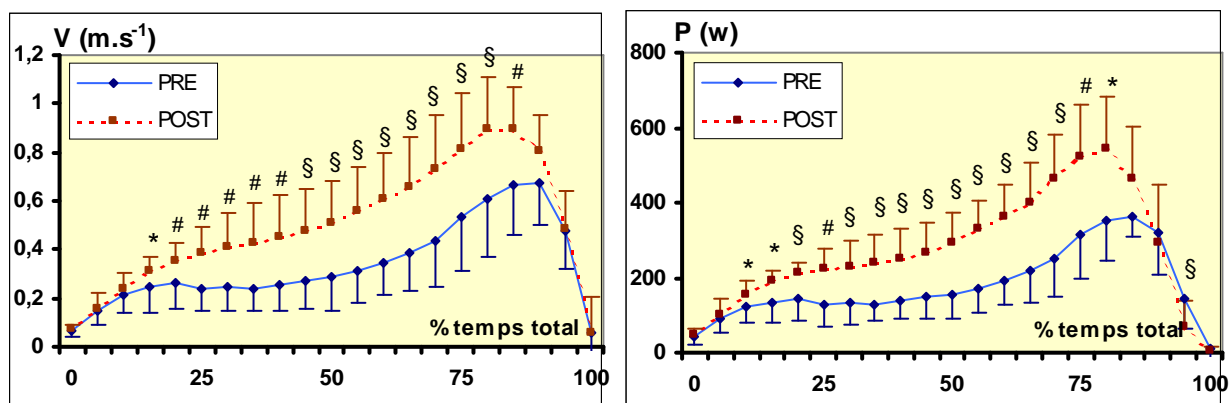 V (m.s-1)
1,2
1
0,8
0,6
0,4
0,2
0
PRE
POST
* # # # # # § § § § § § § § #
% temps total
0 25 50 75 100
P (w)
800
600
400
200
0
PRE
POST
* * § # § § § § § § § § § # * §
% temps total
0 25 50 75 100